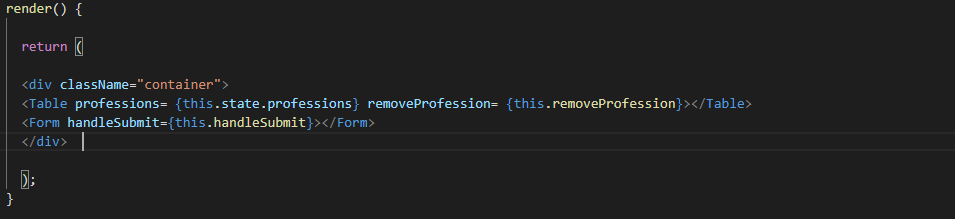 render() {
return (
<div className="container">
<Table professions= {this.state.professions} removeProfession= {this.removeProfession}></Table>
<Form handleSubmit={this.handleSubmit}></Form>
</div>
);
}